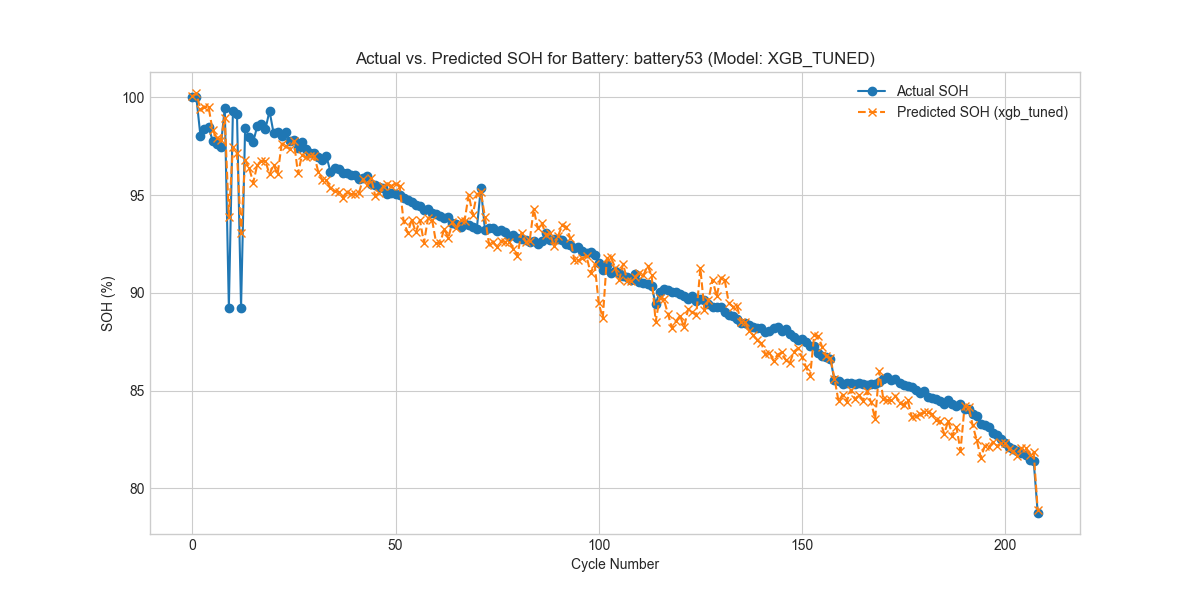 Actual vs. Predicted SOH for Battery: battery53 (Model: XGB_TUNED)
Actual SOH
Predicted SOH (xgb_tuned)
100
95
90
85
80
SOH (%)
0 50 100 150 200
Cycle Number